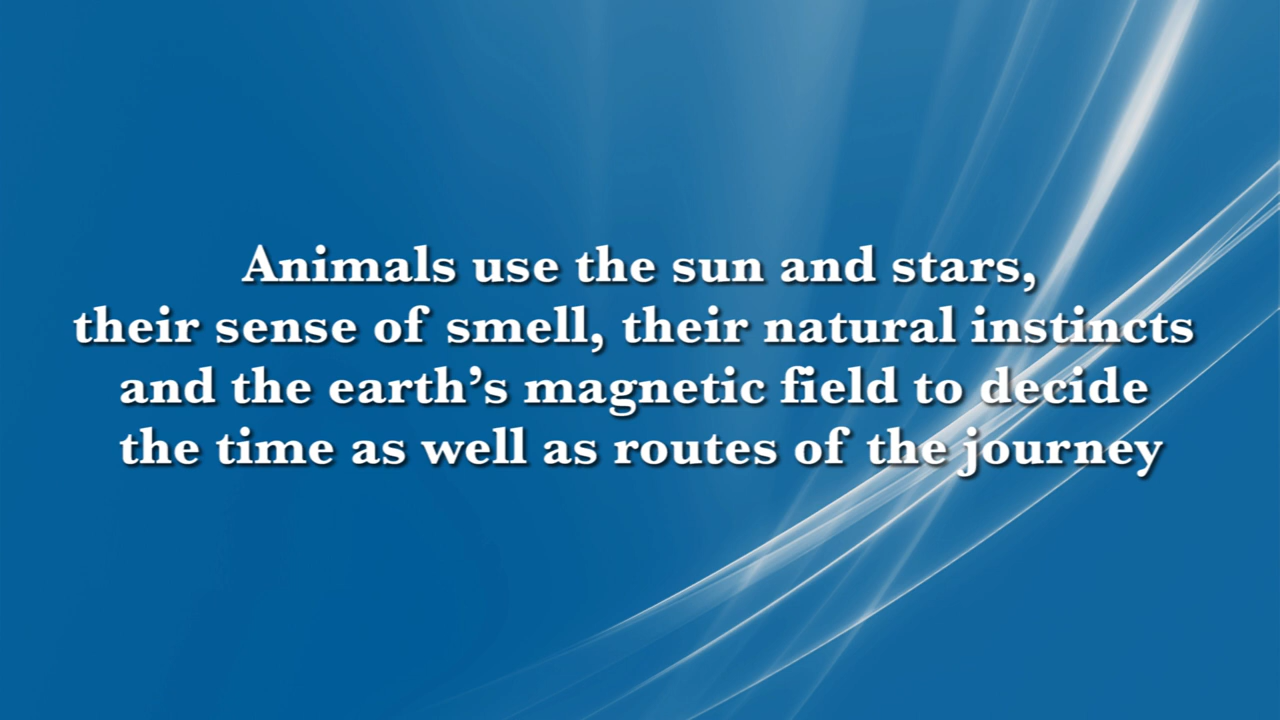 Animals use the sun and stars,
their sense of smell, their natural instincts
and the earth’s magnetic field to decide
the time as well as routes of the journey